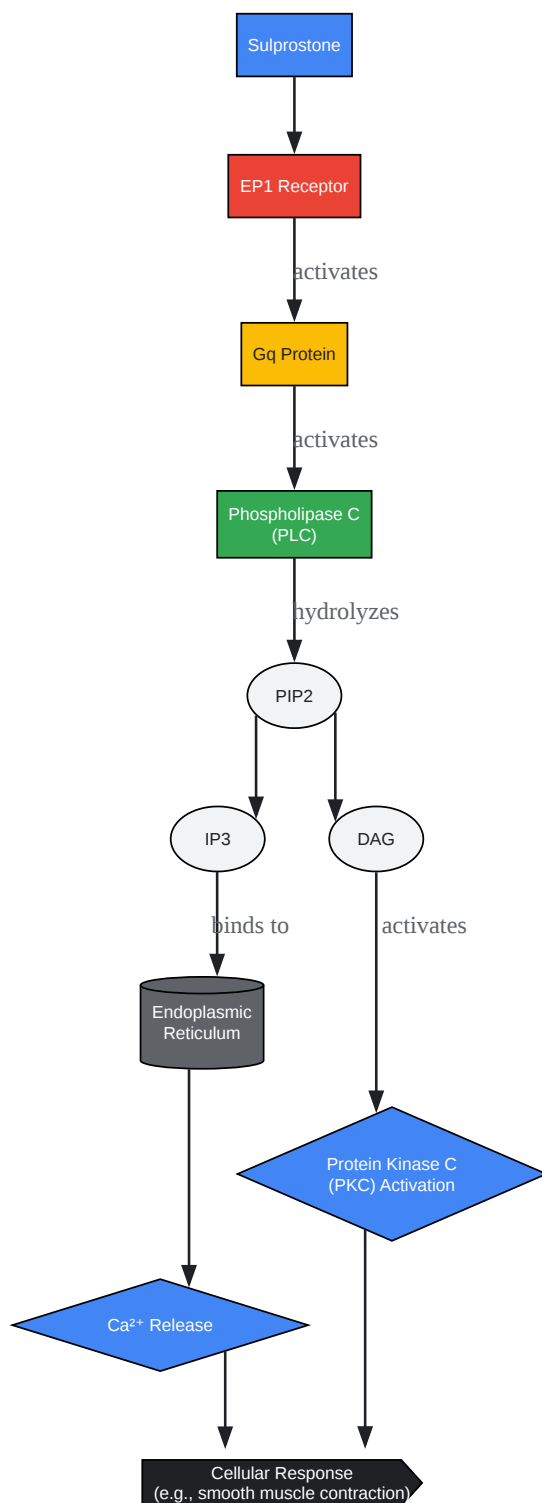 Sulprostone
EP1 Receptor
activates
Gq Protein
activates
Phospholipase C
(PLC)
hydrolyzes
PIP2
IP3
DAG
binds to
activates
Endoplasmic
Reticulum
Protein Kinase C
(PKC) Activation
Ca²⁺ Release
Cellular Response
(e.g., smooth muscle contraction)